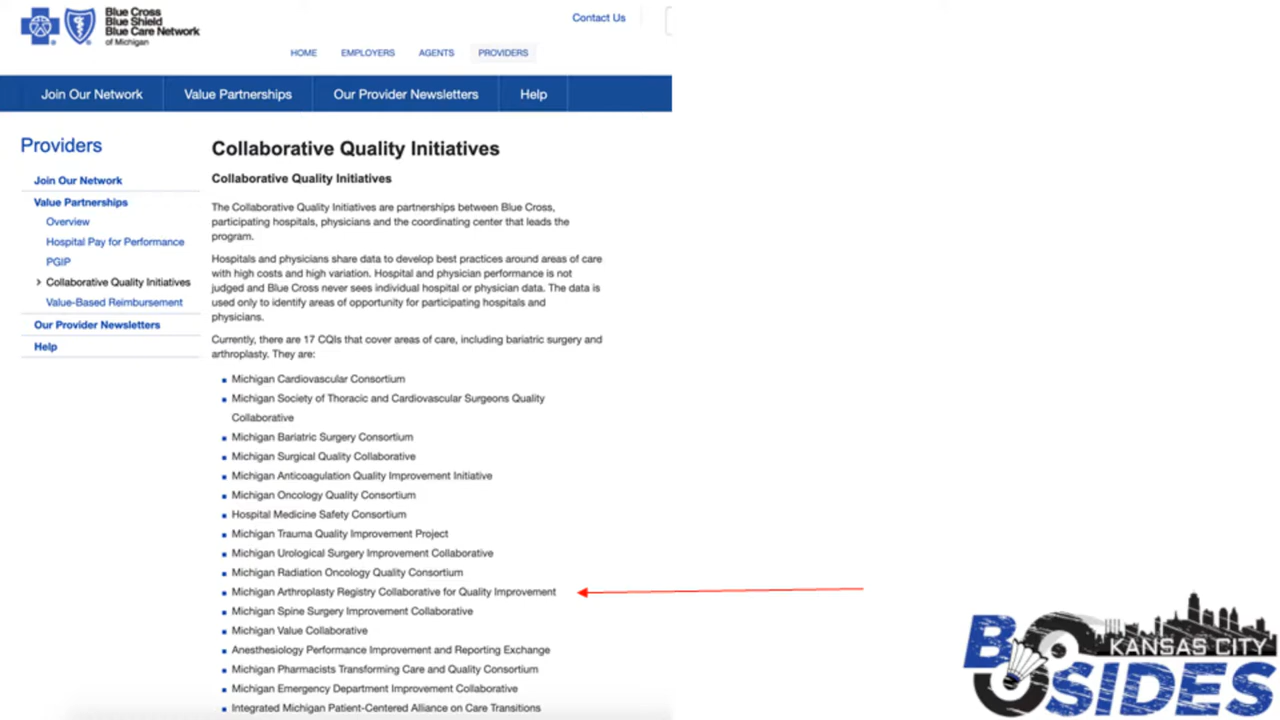 Blue Cross
Blue Shield
Blue Care Network
of Michigan
Contact Us
HOME EMPLOYERS AGENTS PROVIDERS
Join Our Network Value Partnerships Our Provider Newsletters Help
Providers
Join Our Network
Value Partnerships
Overview
Hospital Pay for Performance
PGIP
Collaborative Quality Initiatives
Value-Based Reimbursement
Our Provider Newsletters
Help
Collaborative Quality Initiatives
Collaborative Quality Initiatives
The Collaborative Quality Initiatives are partnerships between Blue Cross,
participating hospitals, physicians and the coordinating center that leads the
program.
Hospitals and physicians share data to develop best practices around areas of care
with high costs and high variation. Hospital and physician performance is not
judged and Blue Cross never sees individual hospital or physician data. The data is
used only to identify areas of opportunity for participating hospitals and
physicians.
Currently, there are 17 CQIs that cover areas of care, including bariatric surgery and
arthroplasty. They are:
Michigan Cardiovascular Consortium
Michigan Society of Thoracic and Cardiovascular Surgeons Quality
Collaborative
Michigan Bariatric Surgery Consortium
Michigan Surgical Quality Collaborative
Michigan Anticoagulation Quality Improvement Initiative
Michigan Oncology Quality Consortium
Hospital Medicine Safety Consortium
Michigan Trauma Quality Improvement Project
Michigan Urological Surgery Improvement Collaborative
Michigan Radiation Oncology Quality Consortium
Michigan Arthroplasty Registry Collaborative for Quality Improvement
Michigan Spine Surgery Improvement Collaborative
Michigan Value Collaborative
Anesthesiology Performance Improvement and Reporting Exchange
Michigan Pharmacists Transforming Care and Quality Consortium
Michigan Emergency Department Improvement Collaborative
Integrated Michigan Patient-Centered Alliance on Care Transitions
B8 KANSAS CITY
SIDES